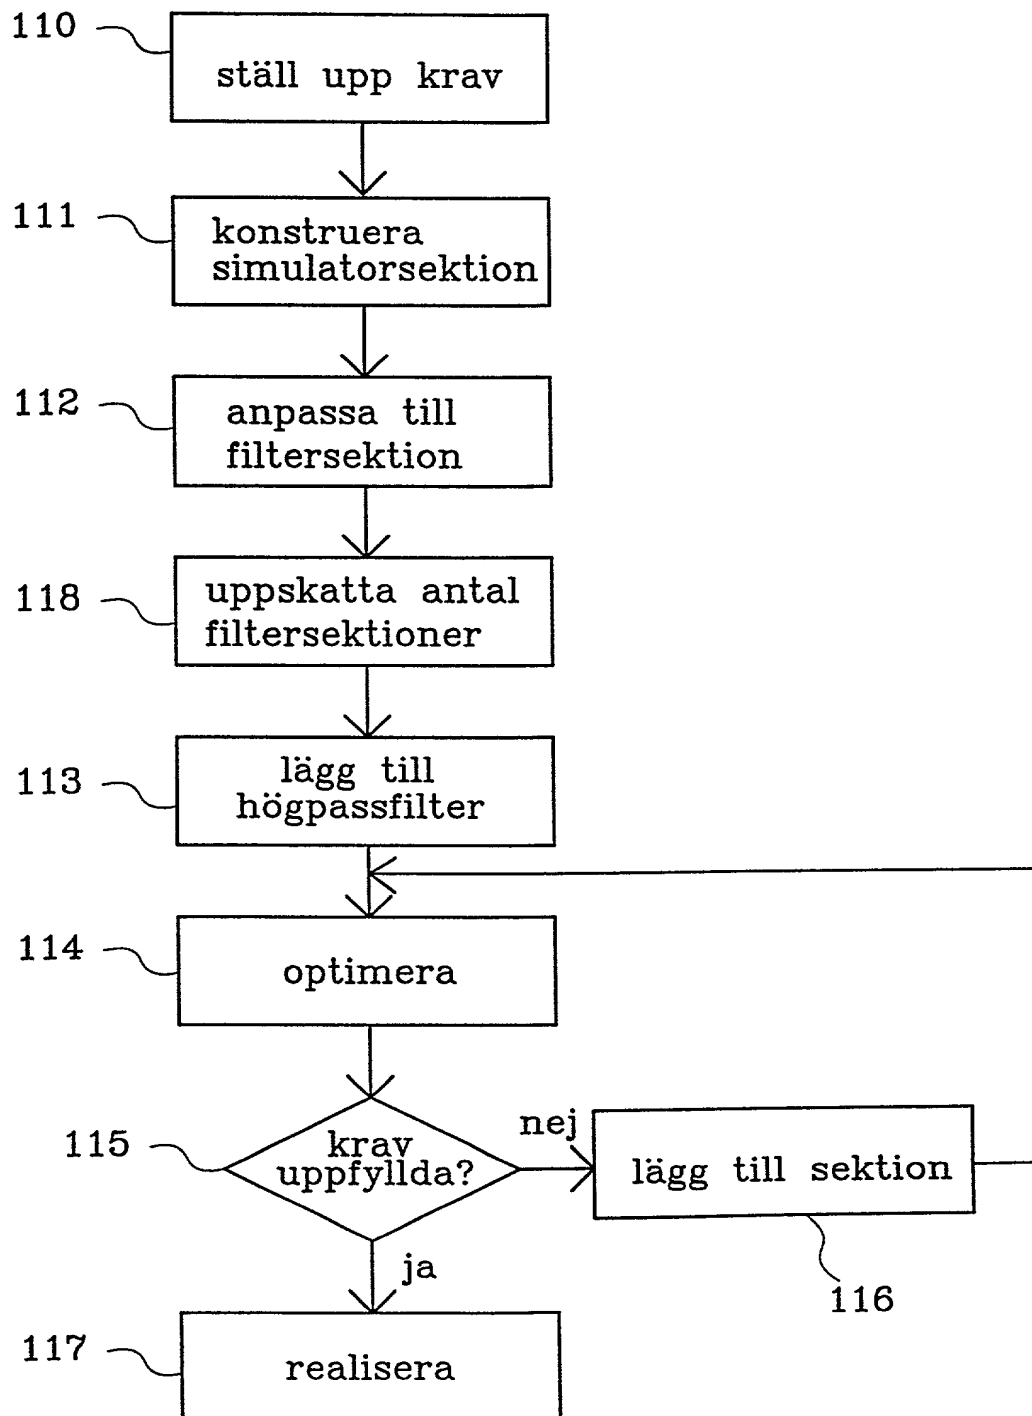 110
ställ upp krav
111
konstruera
simulatorsektion
112
anpassa till
filtersektion
118
uppskatta antal
filtersektioner
113
lägg till
högpassfilter
114
optimera
115
krav
uppfyllda?
nej
lägg till sektion
116
ja
117
realisera